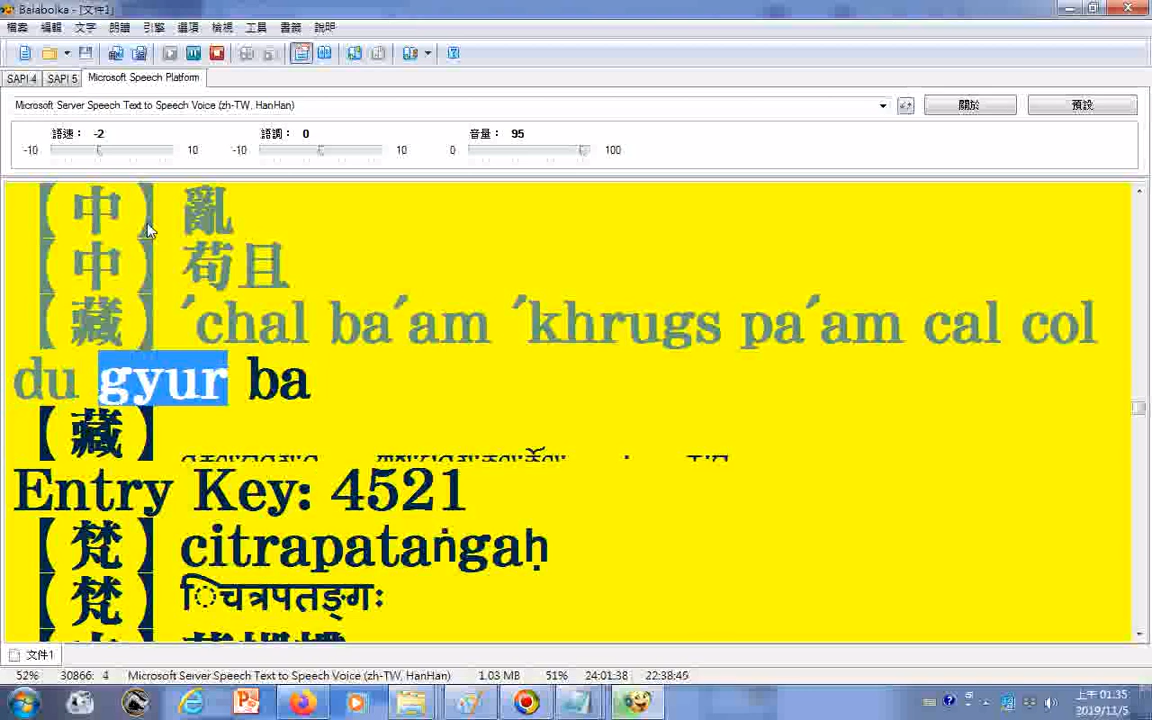 Balabolka - [文件1]
檔案 編輯 文字 朗讀 引擎 選項 檢視 工具 書籤 說明
SAPI 4 SAPI 5 Microsoft Speech Platform
Microsoft Server Speech Text to Speech Voice (zh-TW, HanHan) 關於 預設
語速： -2 語調： 0 音量： 95
-10 10 -10 10 0 100
【中】亂
【中】苟且
【藏】´chal ba´am ´khrugs pa´am cal col
du gyur ba
【藏】
Entry Key: 4521
【梵】citrapataṅgaḥ
【梵】िचत्रपतङ्गः
文件1
52% 30866: 4 Microsoft Server Speech Text to Speech Voice (zh-TW, HanHan) 1.03 MB 51% 24:01:38 22:38:45
上午 01:35
2019/11/5